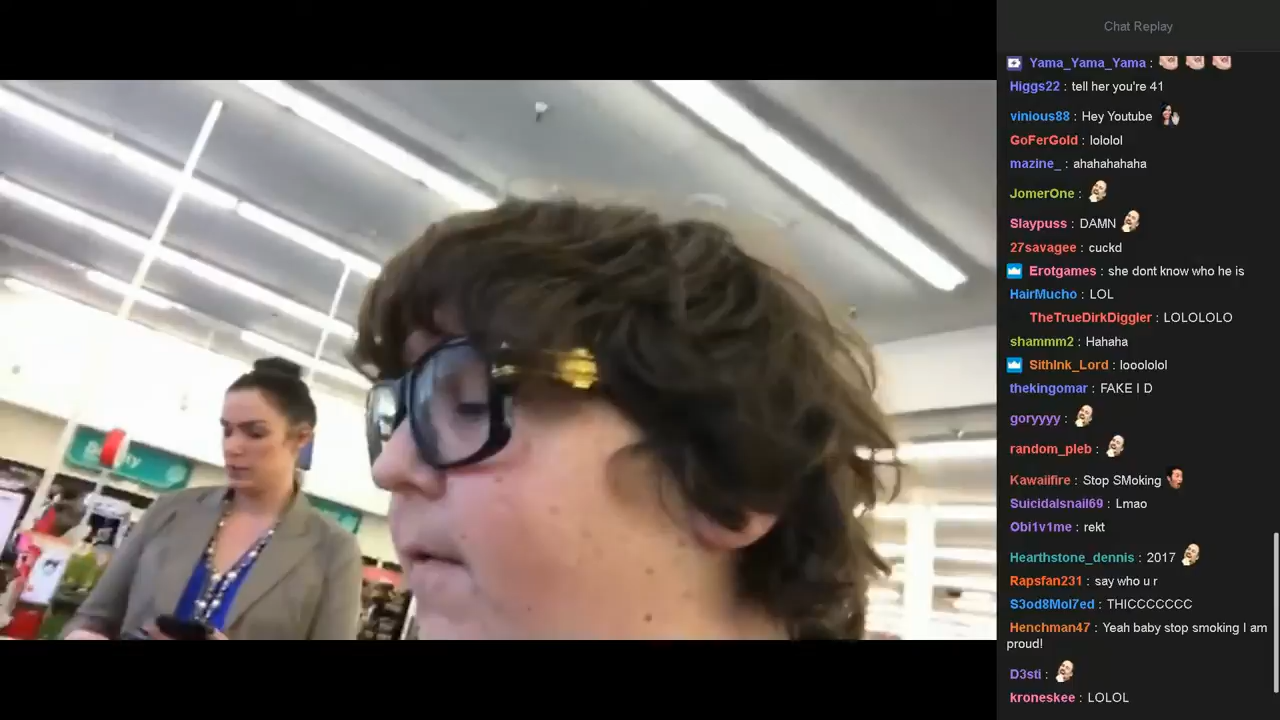 Chat Replay
Yama_Yama_Yama :
Higgs22 : tell her you're 41
vinious88 : Hey Youtube
GoFerGold : lololol
mazine_ : ahahahahaha
JomerOne :
Slaypuss : DAMN
27savagee : cuckd
Erotgames : she dont know who he is
HairMucho : LOL
TheTrueDirkDiggler : LOLOLOLO
shammm2 : Hahaha
SithInk_Lord : looololol
thekingomar : FAKE I D
goryyyy :
random_pleb :
Kawaiifire : Stop SMoking
Suicidalsnail69 : Lmao
Obi1v1me : rekt
Hearthstone_dennis : 2017
Rapsfan231 : say who u r
S3od8Mol7ed : THICCCCCCC
Henchman47 : Yeah baby stop smoking I am
proud!
D3sti :
kroneskee : LOLOL